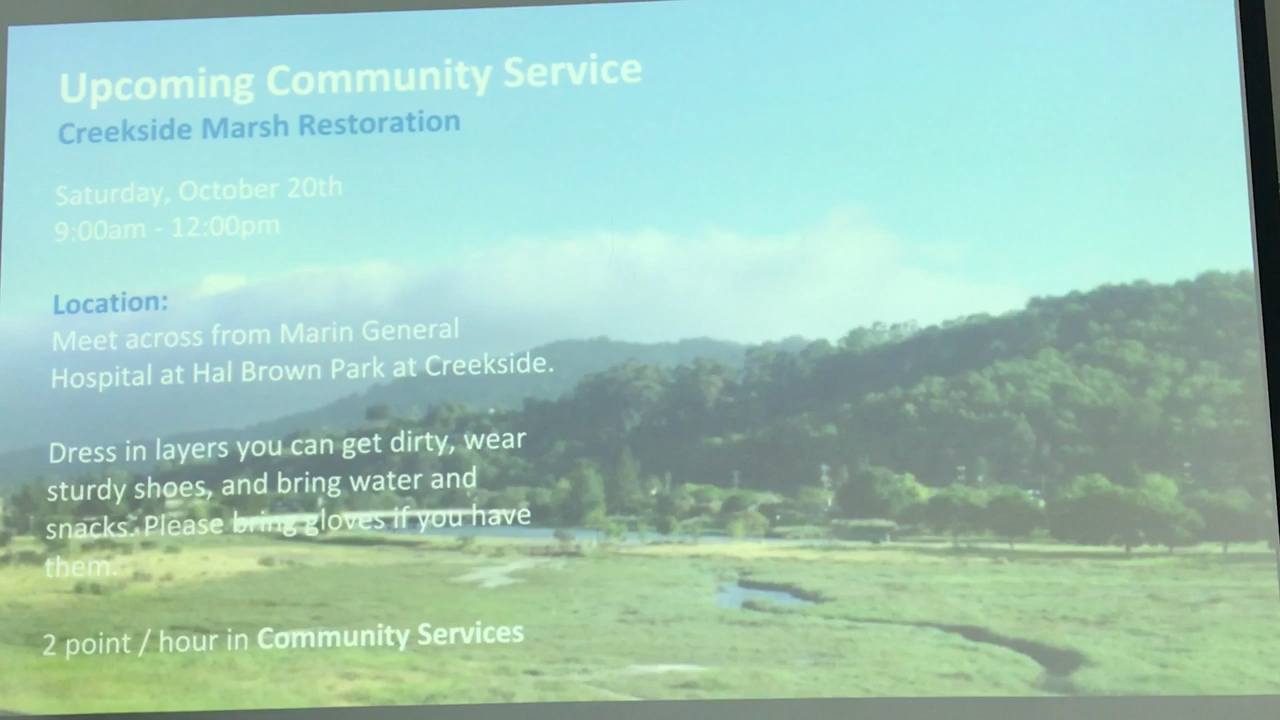 Upcoming Community Service
Creekside Marsh Restoration
Saturday, October 20th
9:00am - 12:00pm
Location:
Meet across from Marin General
Hospital at Hal Brown Park at Creekside.
Dress in layers you can get dirty, wear
sturdy shoes, and bring water and
snacks. Please bring gloves if you have
them.
2 point / hour in Community Services